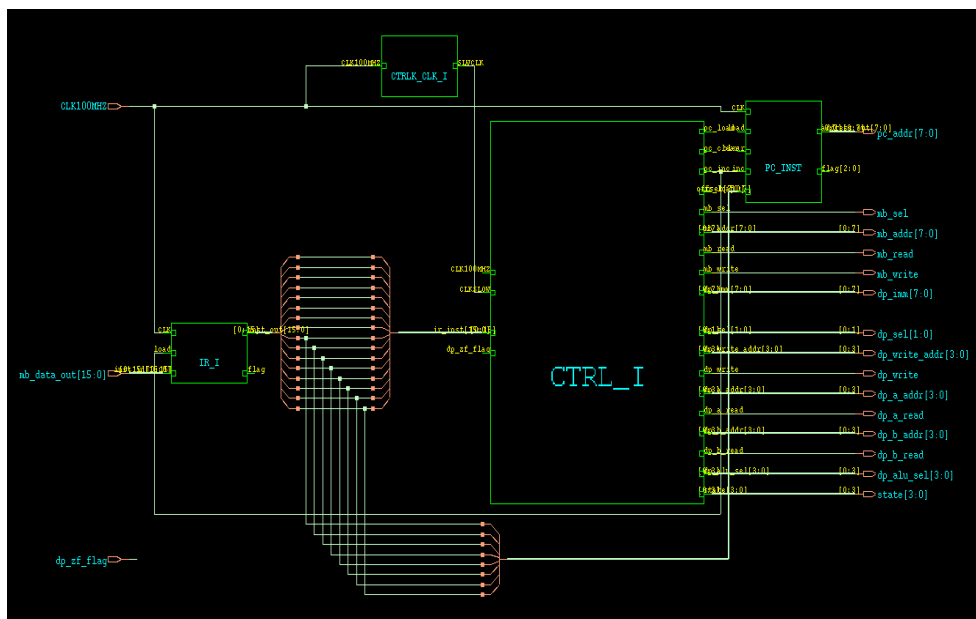 CLK100MHZ
SLWCLK
CTRLK_CLK_I
CLK100MHZ
CLK
PC_INST
pc_addr[7:0]
flag[2:0]
mb_sel
mb_sel
[0:7]
mb_addr[7:0]
mb_read
mb_read
mb_write
mb_write
[0:7]
dp_imm[7:0]
CLK100MHZ
CLKSLOW
CLK
load
IR_I
flag
mb_data_out[15:0]
dp_zf_flag
CTRL_I
[0:1]
dp_sel[1:0]
[0:3]
dp_write_addr[3:0]
dp_write
dp_write
[0:3]
dp_a_addr[3:0]
dp_a_read
dp_a_read
[0:3]
dp_b_addr[3:0]
dp_b_read
dp_b_read
[0:3]
dp_alu_sel[3:0]
[0:3]
state[3:0]
dp_zf_flag